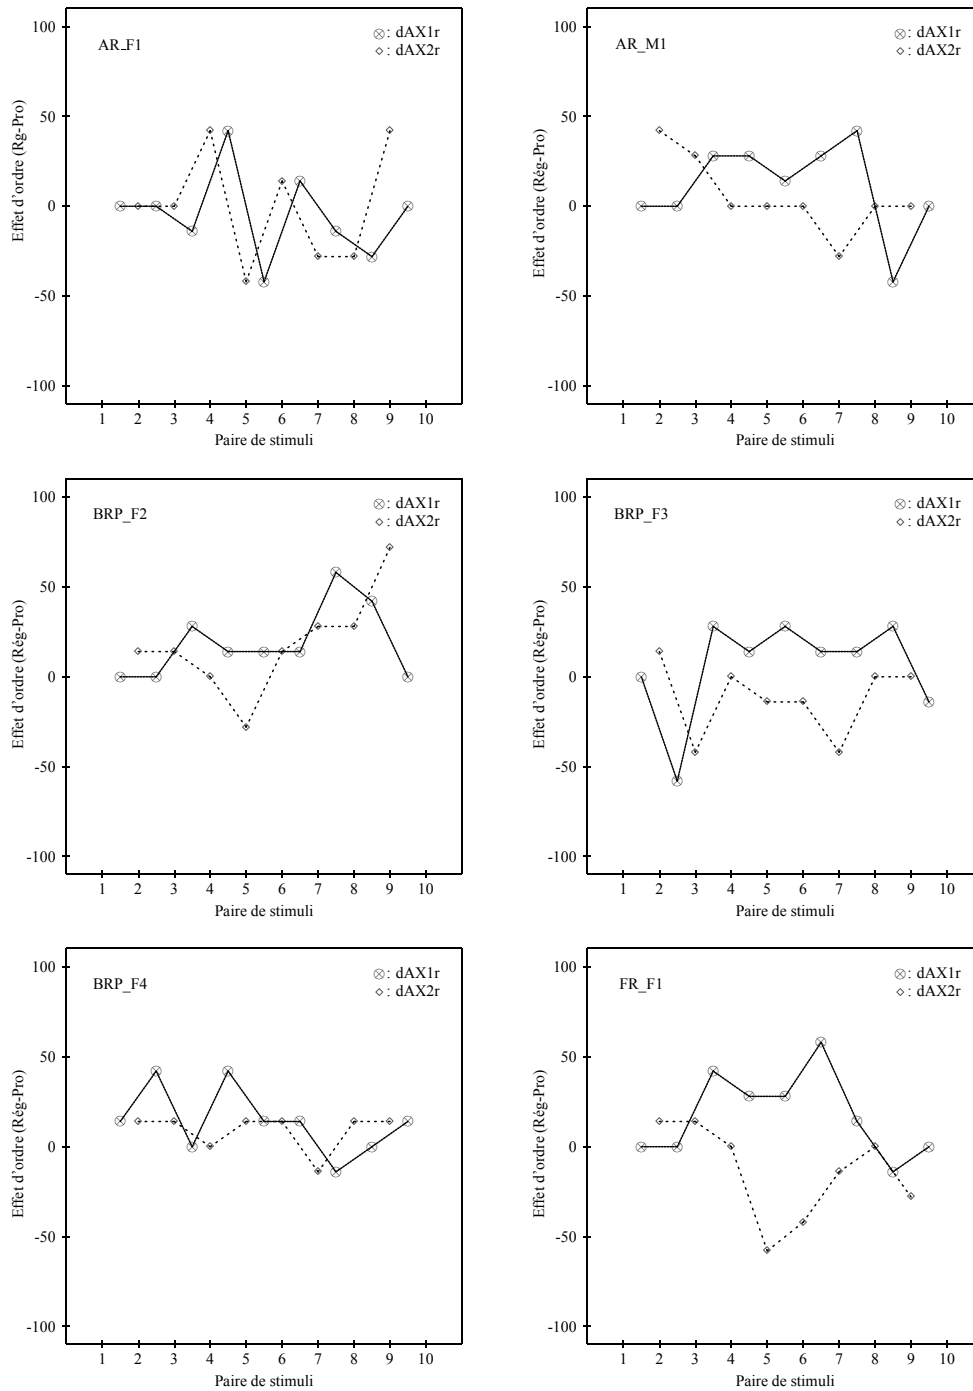 AR_F1
⊗: dAX1r
◇: dAX2r
Effet d'ordre (Rg-Pro)
100
50
0
-50
-100
1 2 3 4 5 6 7 8 9 10
Paire de stimuli
AR_M1
⊗: dAX1r
◇: dAX2r
Effet d'ordre (Rég-Pro)
100
50
0
-50
-100
1 2 3 4 5 6 7 8 9 10
Paire de stimuli
BRP_F2
⊗: dAX1r
◇: dAX2r
Effet d'ordre (Rég-Pro)
100
50
0
-50
-100
1 2 3 4 5 6 7 8 9 10
Paire de stimuli
BRP_F3
⊗: dAX1r
◇: dAX2r
Effet d'ordre (Rég-Pro)
100
50
0
-50
-100
1 2 3 4 5 6 7 8 9 10
Paire de stimuli
BRP_F4
⊗: dAX1r
◇: dAX2r
Effet d'ordre (Rég-Pro)
100
50
0
-50
-100
1 2 3 4 5 6 7 8 9 10
Paire de stimuli
FR_F1
⊗: dAX1r
◇: dAX2r
Effet d'ordre (Rég-Pro)
100
50
0
-50
-100
1 2 3 4 5 6 7 8 9 10
Paire de stimuli